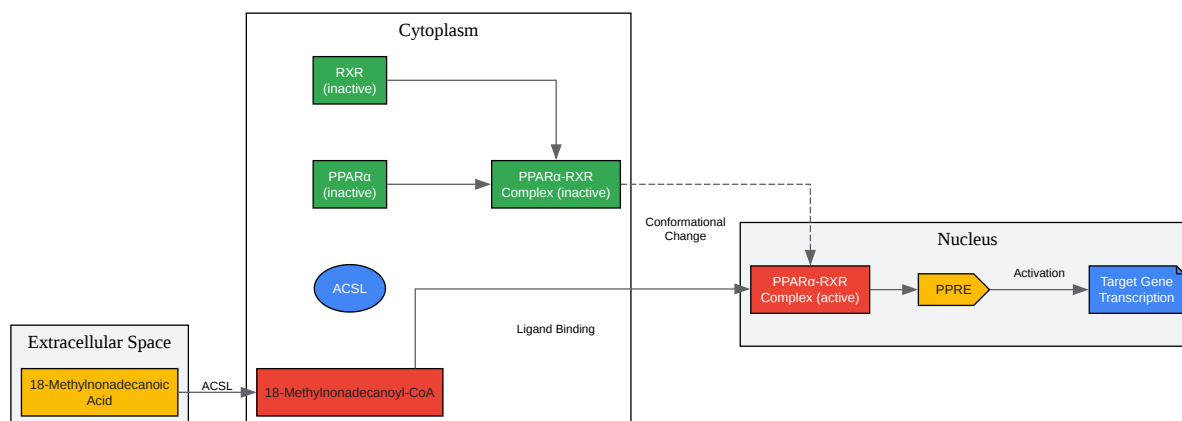 Cytoplasm
RXR
(inactive)
PPARα
(inactive)
PPARα-RXR
Complex (inactive)
Conformational
Change
Nucleus
ACSL
PPARα-RXR
Complex (active)
PPRE
Activation
Target Gene
Transcription
Ligand Binding
Extracellular Space
18-Methylnonadecanoic
Acid
ACSL
18-Methylnonadecanoyl-CoA